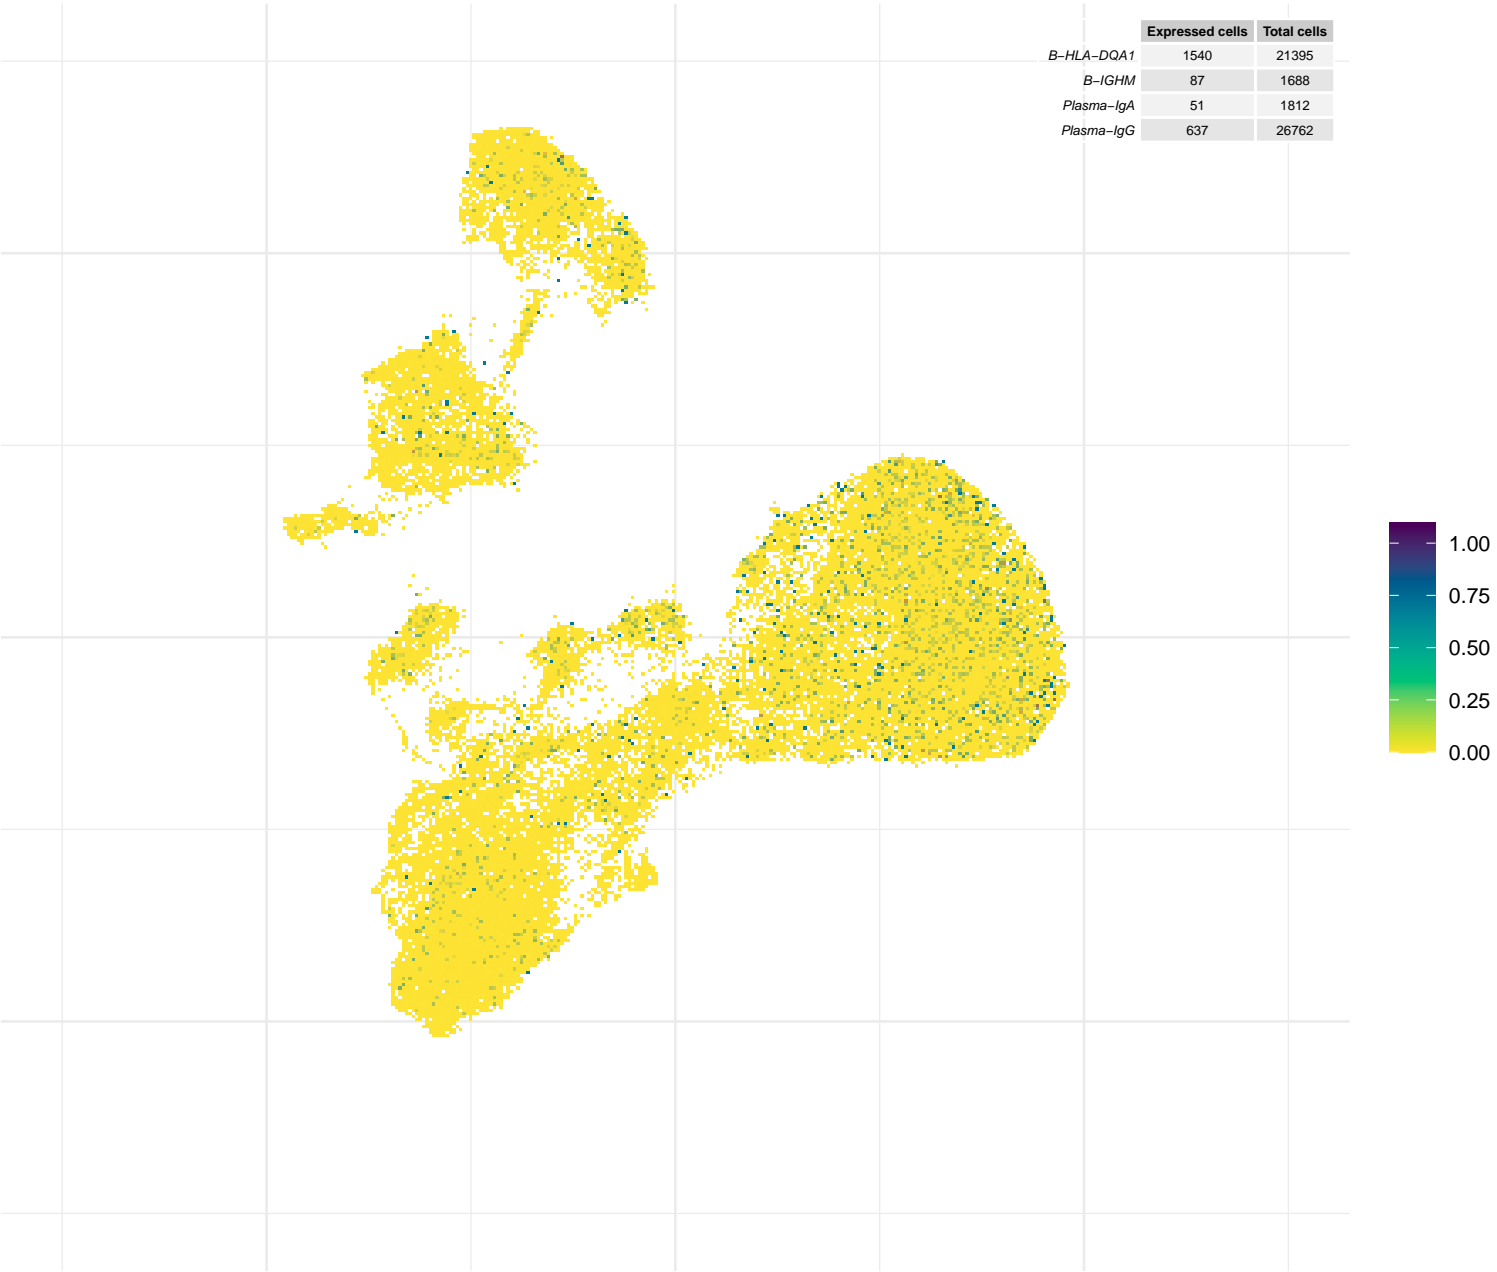 Expressed cells Total cells
B−HLA−DQA1 1540 21395
B−IGHM 87 1688
Plasma−IgA 51 1812
Plasma−IgG 637 26762
1.00
0.75
0.50
0.25
0.00